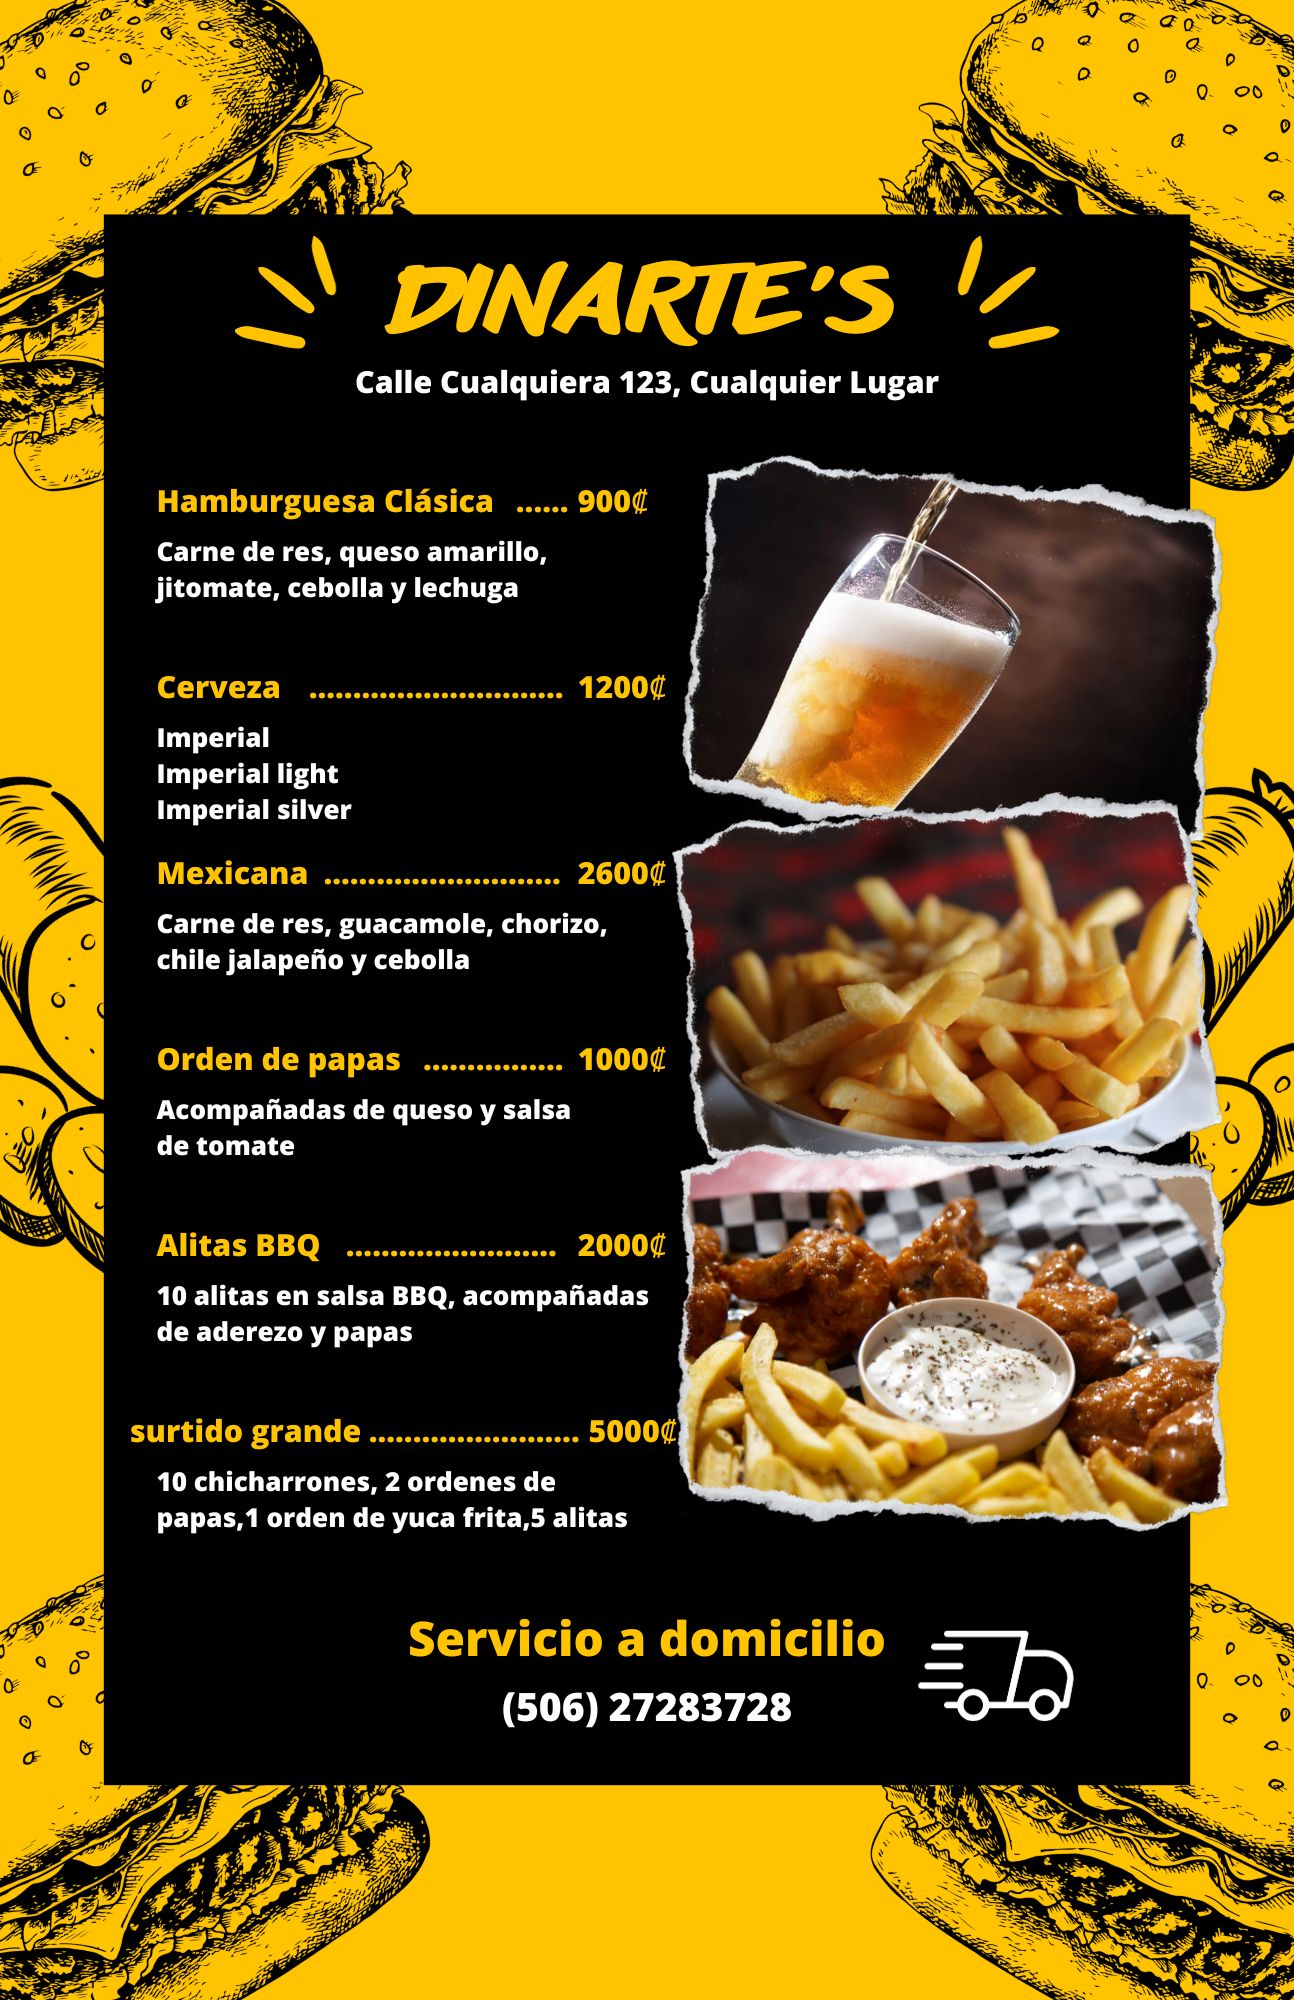 DINARTE'S
Calle Cualquiera 123, Cualquier Lugar
Hamburguesa Clásica ...... 900₡
Carne de res, queso amarillo,
jitomate, cebolla y lechuga
Cerveza ............................. 1200₡
Imperial
Imperial light
Imperial silver
Mexicana ........................... 2600₡
Carne de res, guacamole, chorizo,
chile jalapeño y cebolla
Orden de papas ................ 1000₡
Acompañadas de queso y salsa
de tomate
Alitas BBQ ........................ 2000₡
10 alitas en salsa BBQ, acompañadas
de aderezo y papas
surtido grande ........................ 5000₡
10 chicharrones, 2 ordenes de
papas,1 orden de yuca frita,5 alitas
Servicio a domicilio
(506) 27283728